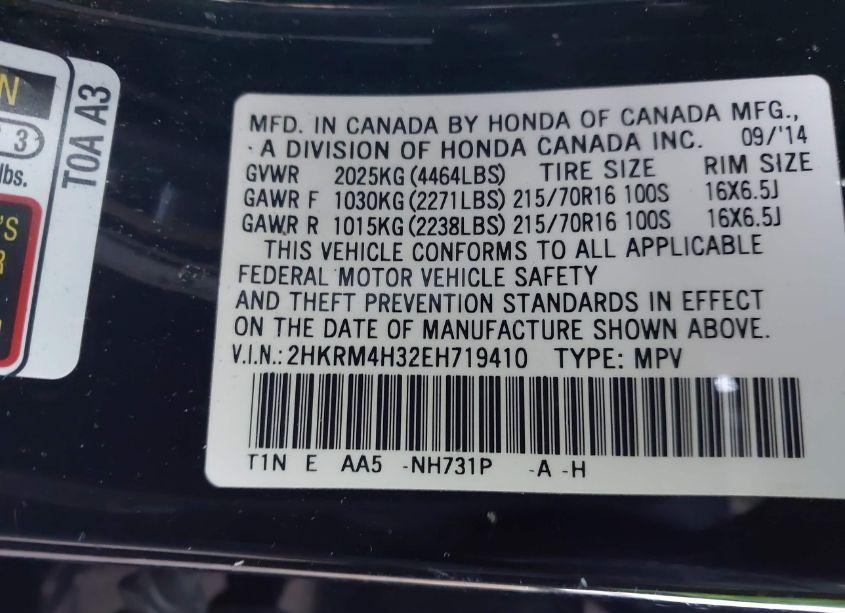 N
3
lbs.
'S
R
TOA A3
MFD. IN CANADA BY HONDA OF CANADA MFG.,
A DIVISION OF HONDA CANADA INC. 09/'14
GVWR 2025KG (4464LBS) TIRE SIZE RIM SIZE
GAWR F 1030KG (2271LBS) 215/70R16 100S 16X6.5J
GAWR R 1015KG (2238LBS) 215/70R16 100S 16X6.5J
THIS VEHICLE CONFORMS TO ALL APPLICABLE
FEDERAL MOTOR VEHICLE SAFETY
AND THEFT PREVENTION STANDARDS IN EFFECT
ON THE DATE OF MANUFACTURE SHOWN ABOVE.
V.I.N.: 2HKRM4H32EH719410 TYPE: MPV
T1N E AA5 -NH731P -A -H